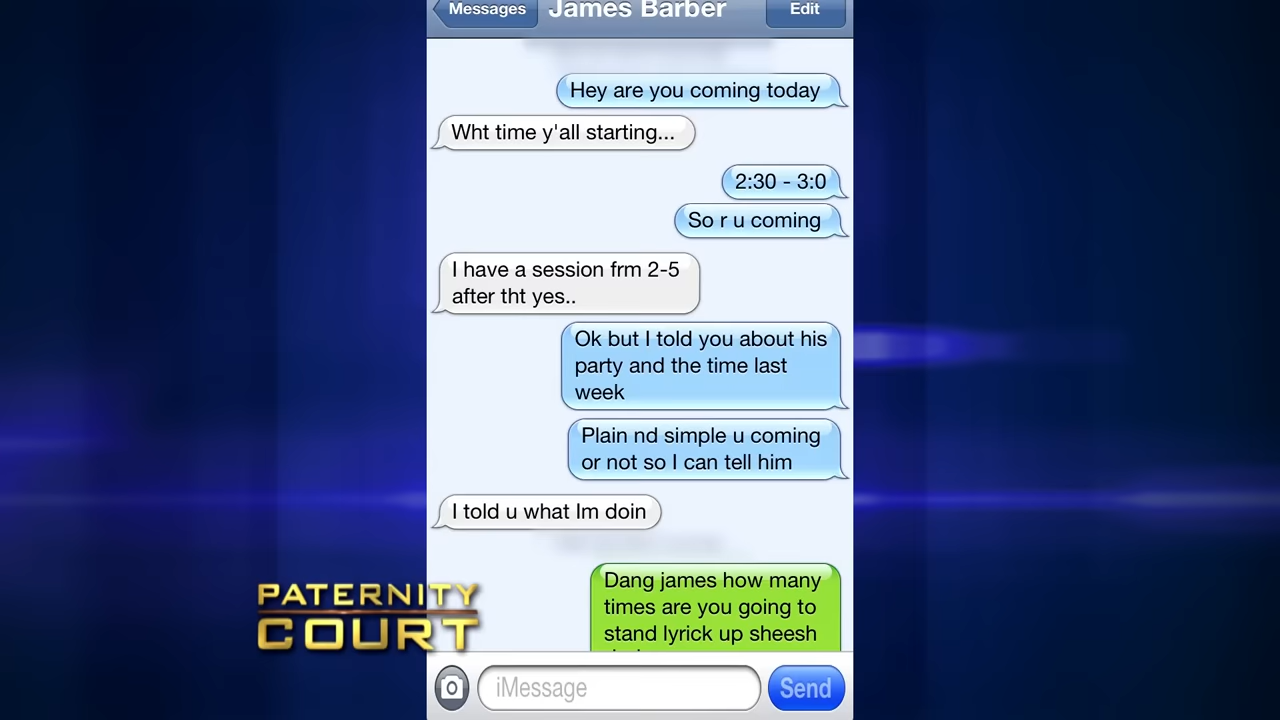 Messages
James Barber
Edit
Hey are you coming today
Wht time y'all starting...
2:30 - 3:0
So r u coming
I have a session frm 2-5
after tht yes..
Ok but I told you about his
party and the time last
week
Plain nd simple u coming
or not so I can tell him
I told u what Im doin
Dang james how many
times are you going to
stand lyrick up sheesh
iMessage
Send
PATERNITY
COURT